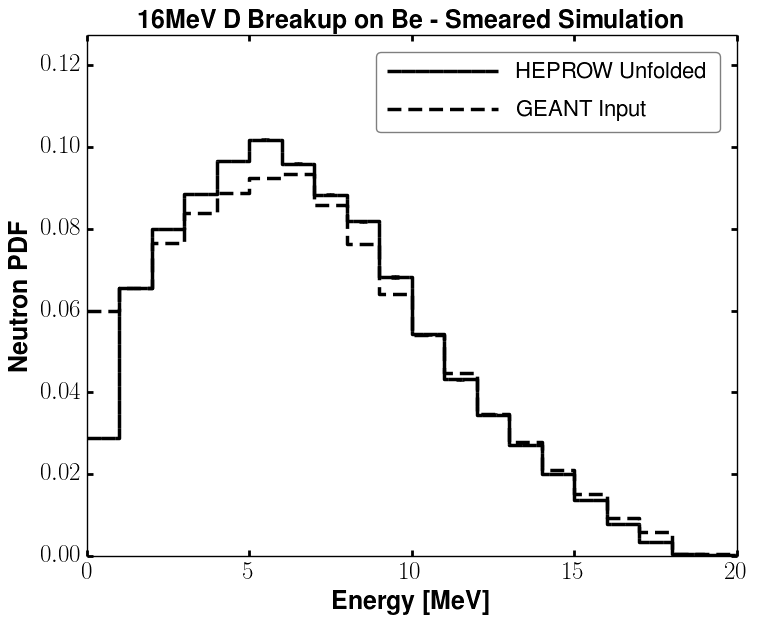 16MeV D Breakup on Be - Smeared Simulation
HEPROW Unfolded
GEANT Input
Neutron PDF
0.12
0.10
0.08
0.06
0.04
0.02
0.00
0 5 10 15 20
Energy [MeV]